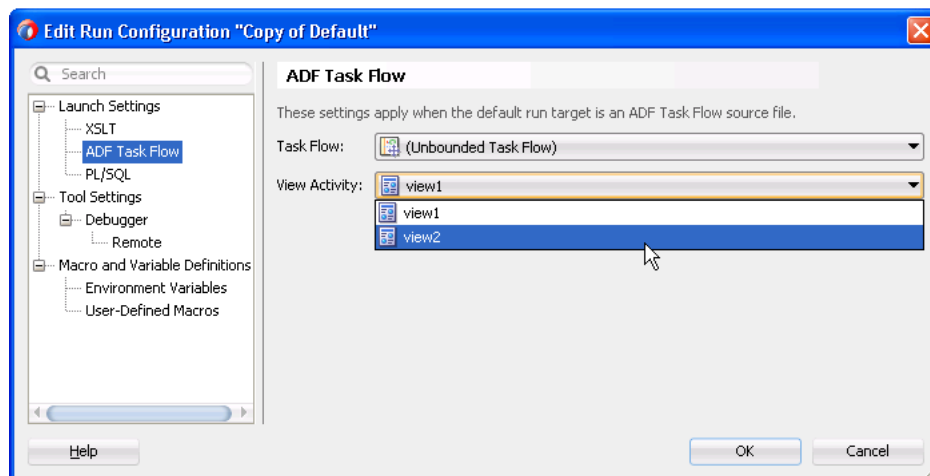 Edit Run Configuration "Copy of Default"
Search
Launch Settings
XSLT
ADF Task Flow
PL/SQL
Tool Settings
Debugger
Remote
Macro and Variable Definitions
Environment Variables
User-Defined Macros
ADF Task Flow
These settings apply when the default run target is an ADF Task Flow source file.
Task Flow: (Unbounded Task Flow)
View Activity: view1
view1
view2
Help
OK
Cancel